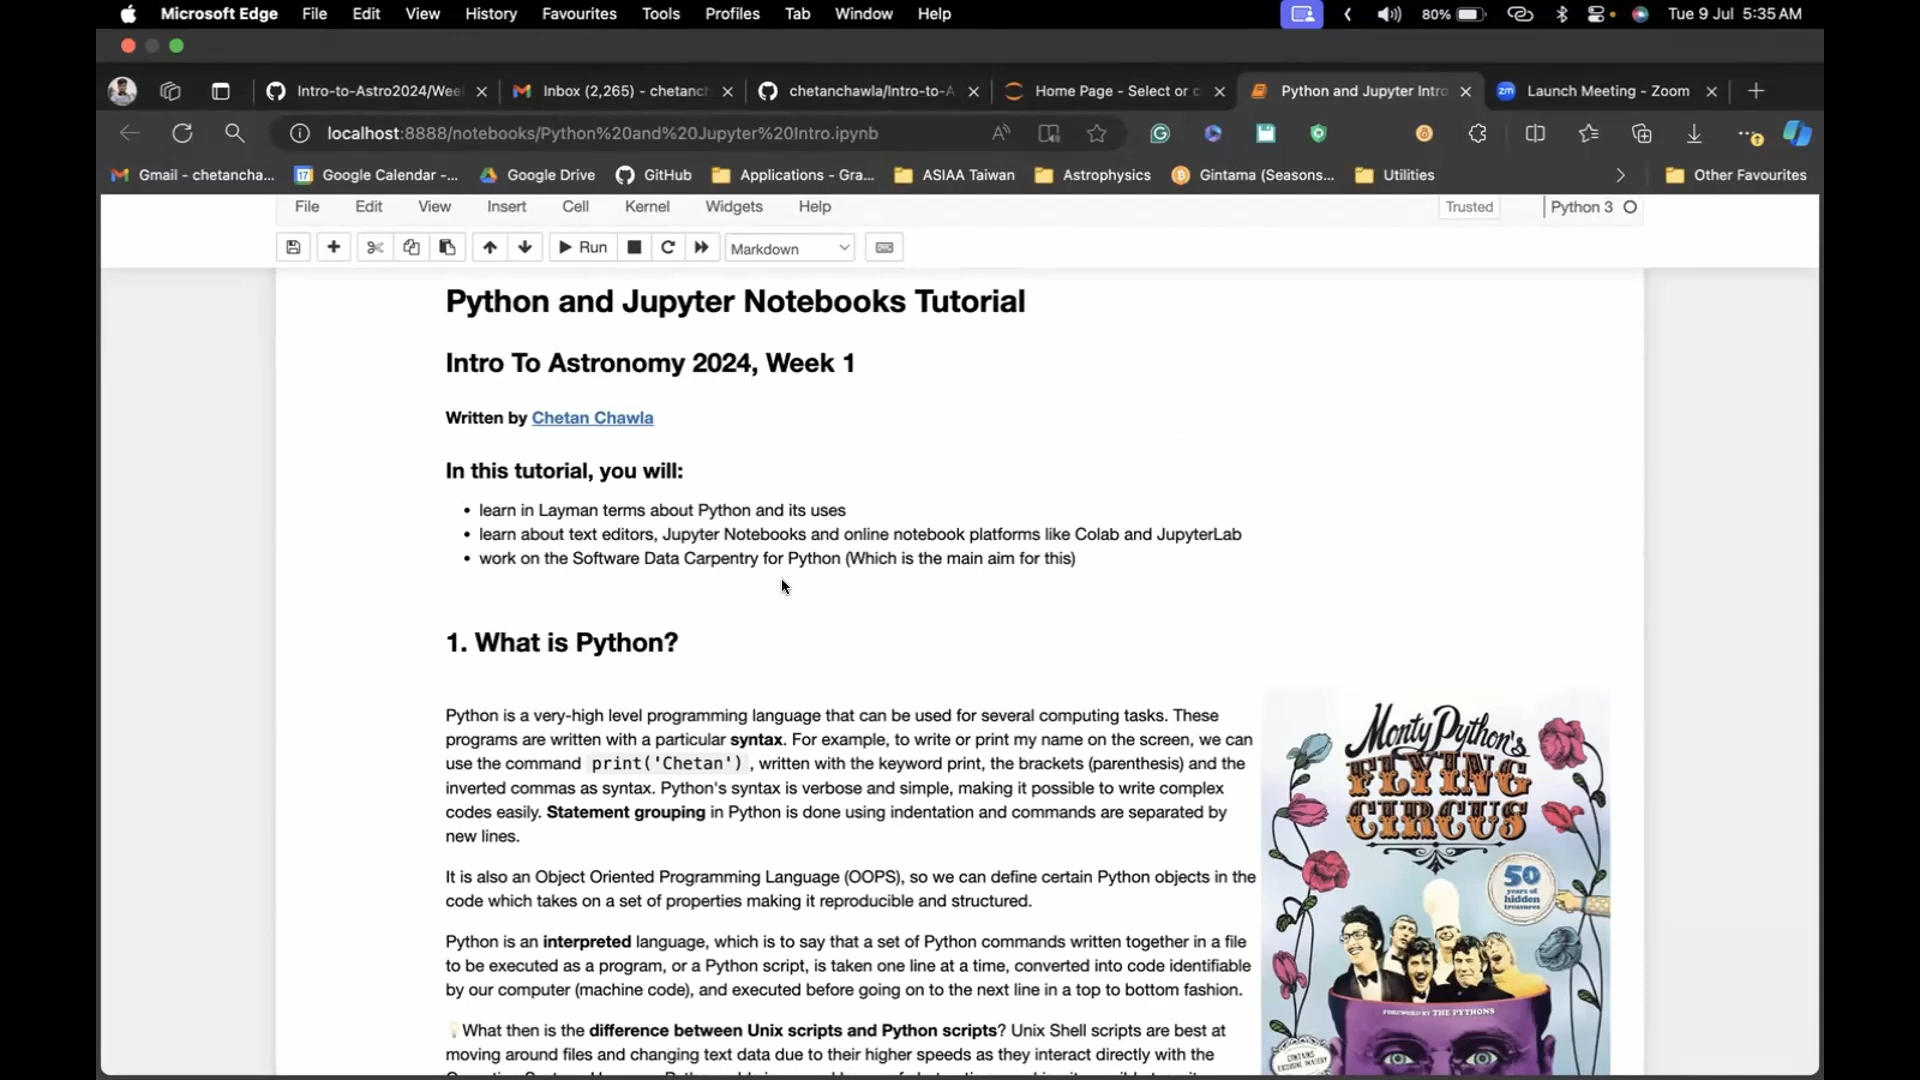 Microsoft Edge File Edit View History Favourites Tools Profiles Tab Window Help 80% Tue 9 Jul 5:35 AM
Intro-to-Astro2024/Wee Inbox (2,265) - chetanch chetanchawla/Intro-to-A Home Page - Select or c Python and Jupyter Intro Launch Meeting - Zoom
localhost:8888/notebooks/Python%20and%20Jupyter%20Intro.ipynb
Gmail - chetancha... Google Calendar -... Google Drive GitHub Applications - Gra... ASIAA Taiwan Astrophysics Gintama (Seasons... Utilities Other Favourites
File Edit View Insert Cell Kernel Widgets Help Trusted Python 3
Run Markdown
Python and Jupyter Notebooks Tutorial
Intro To Astronomy 2024, Week 1
Written by Chetan Chawla
In this tutorial, you will:
• learn in Layman terms about Python and its uses
• learn about text editors, Jupyter Notebooks and online notebook platforms like Colab and JupyterLab
• work on the Software Data Carpentry for Python (Which is the main aim for this)
1. What is Python?
Python is a very-high level programming language that can be used for several computing tasks. These
programs are written with a particular syntax. For example, to write or print my name on the screen, we can
use the command print('Chetan') , written with the keyword print, the brackets (parenthesis) and the
inverted commas as syntax. Python's syntax is verbose and simple, making it possible to write complex
codes easily. Statement grouping in Python is done using indentation and commands are separated by
new lines.
It is also an Object Oriented Programming Language (OOPS), so we can define certain Python objects in the
code which takes on a set of properties making it reproducible and structured.
Python is an interpreted language, which is to say that a set of Python commands written together in a file
to be executed as a program, or a Python script, is taken one line at a time, converted into code identifiable
by our computer (machine code), and executed before going on to the next line in a top to bottom fashion.
💡What then is the difference between Unix scripts and Python scripts? Unix Shell scripts are best at
moving around files and changing text data due to their higher speeds as they interact directly with the
Monty Python's
FLYING
CIRCUS
50
years of
hidden
treasures
FOREWORD BY THE PYTHONS